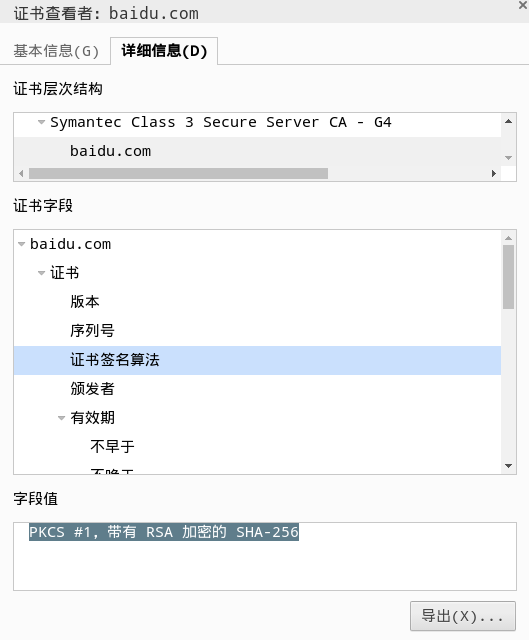 证书查看者: baidu.com
基本信息(G)
详细信息(D)
证书层次结构
Symantec Class 3 Secure Server CA - G4
baidu.com
证书字段
baidu.com
证书
版本
序列号
证书签名算法
颁发者
有效期
不早于
不晚于
字段值
PKCS #1，带有 RSA 加密的 SHA-256
导出(X)...